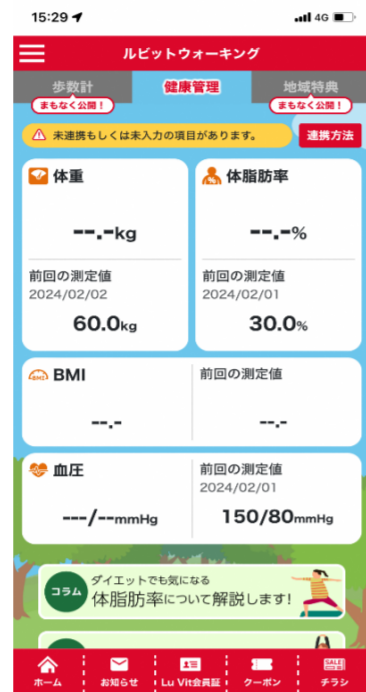 15:29
4G
ルビットウォーキング
歩数計
まもなく公開！
健康管理
地域特典
まもなく公開！
未連携もしくは未入力の項目があります。
連携方法
体重
--.-kg
前回の測定値
2024/02/02
60.0kg
体脂肪率
--.-%
前回の測定値
2024/02/01
30.0%
BMI
BMI
--.-
前回の測定値
--.-
血圧
---/--mmHg
前回の測定値
2024/02/01
150/80mmHg
コラム
ダイエットでも気になる
体脂肪率について解説します!
ホーム
お知らせ
Lu Vit会員証
クーポン
SALE
チラシ